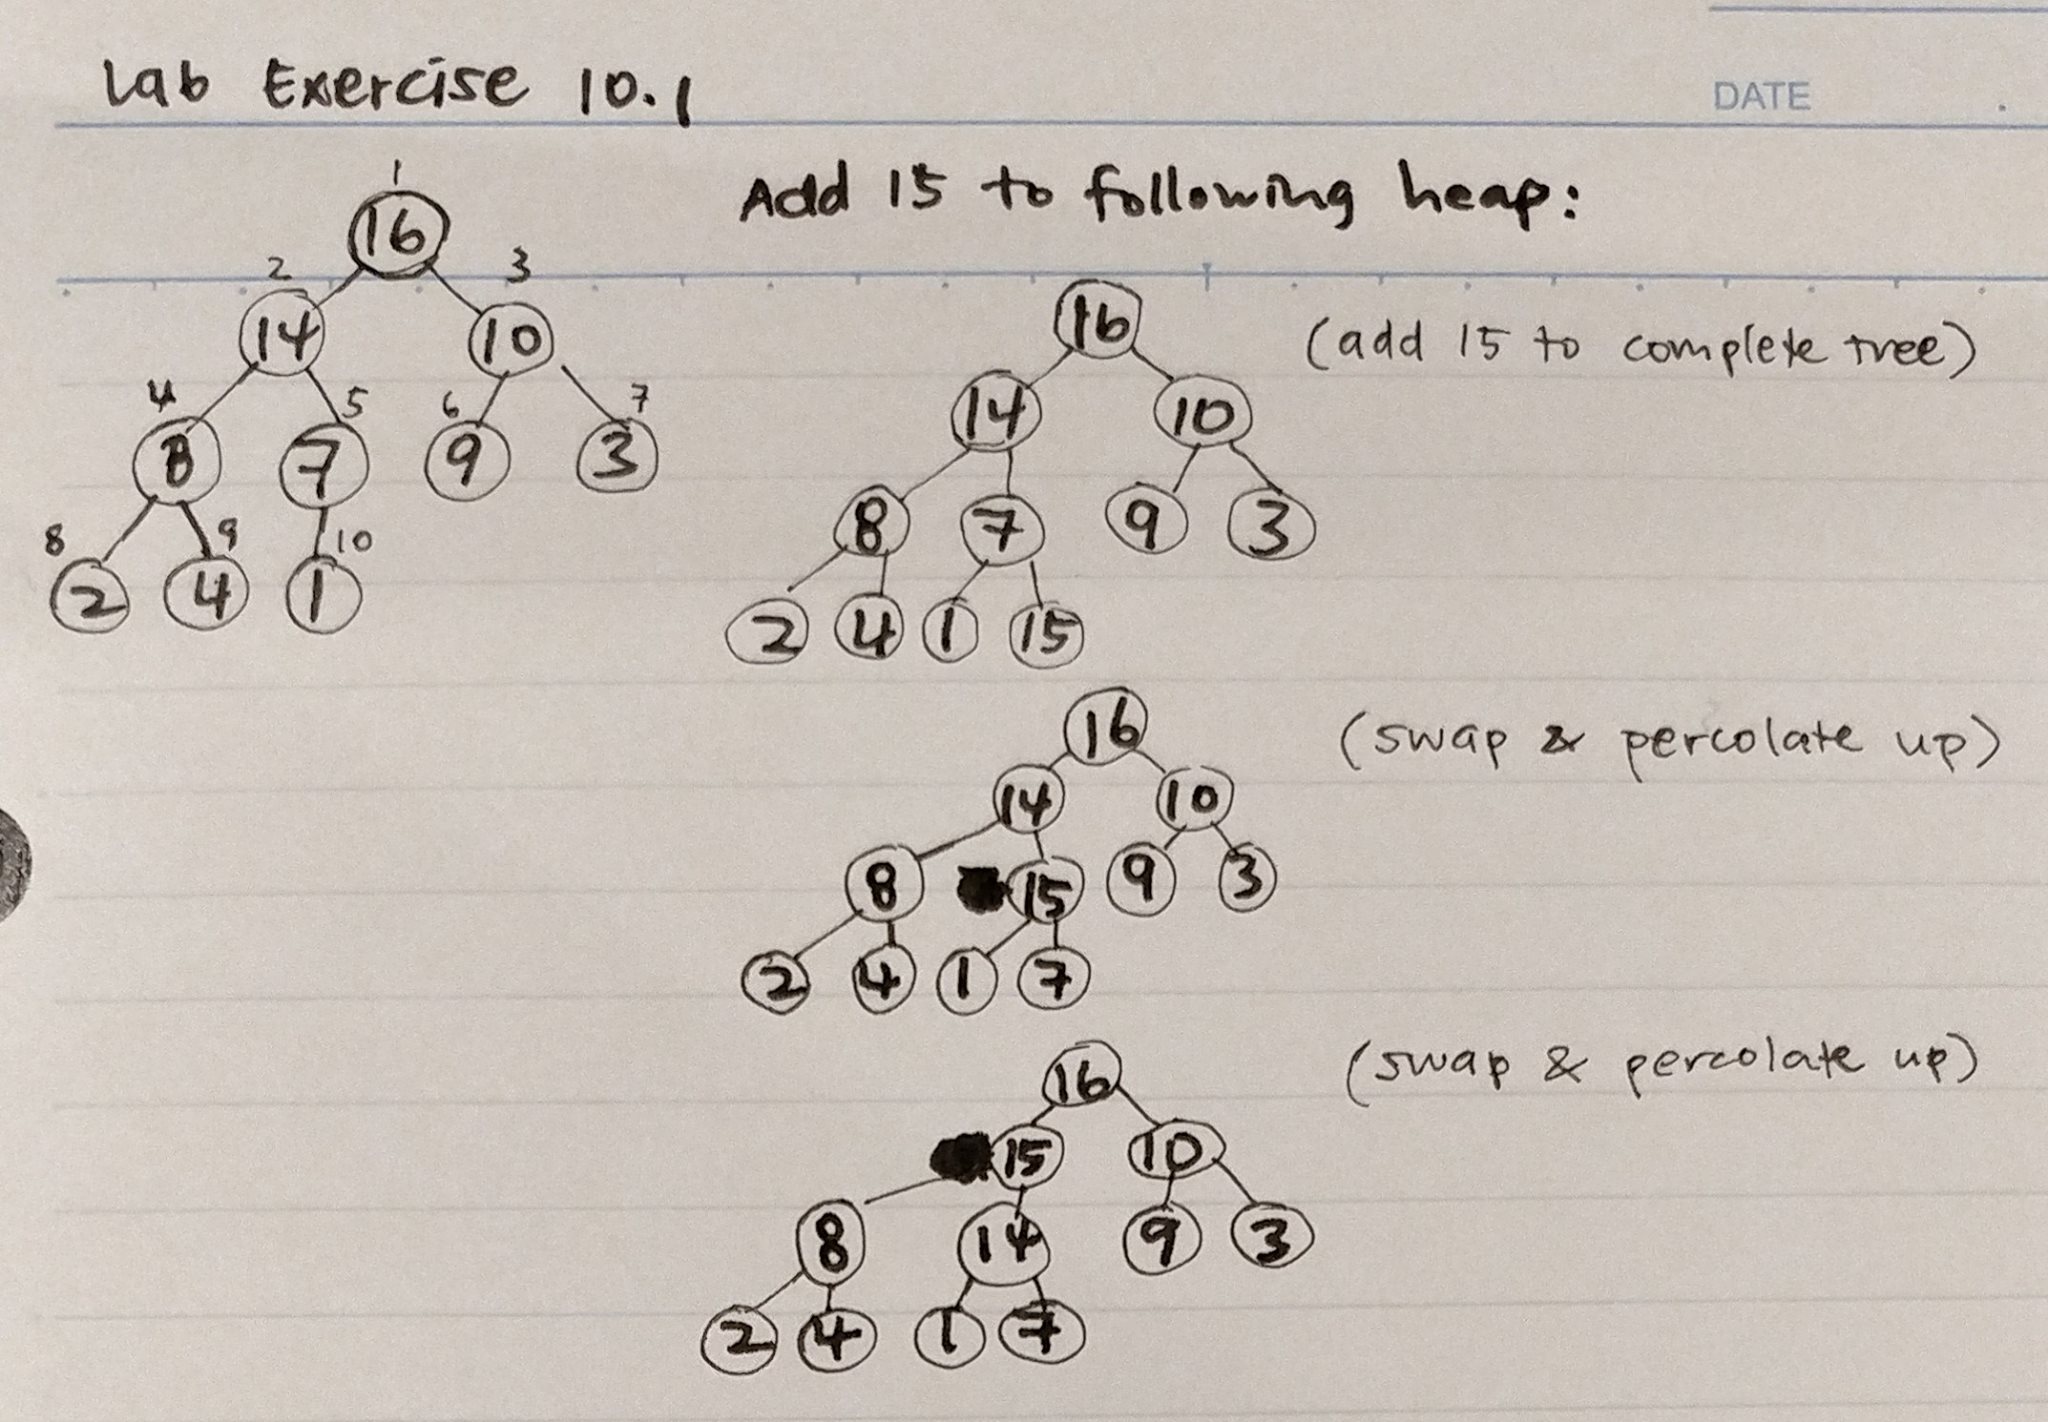 Lab Exercise 10.1
DATE
Add 15 to following heap:
1
16
2 3
14 10
4 5 6 7
8 7 9 3
8 9 10
2 4 1
16 (add 15 to complete tree)
14 10
8 7 9 3
2 4 1 15
16 (swap & percolate up)
14 10
8 15 9 3
2 4 1 7
16 (swap & percolate up)
15 10
8 14 9 3
2 4 1 7